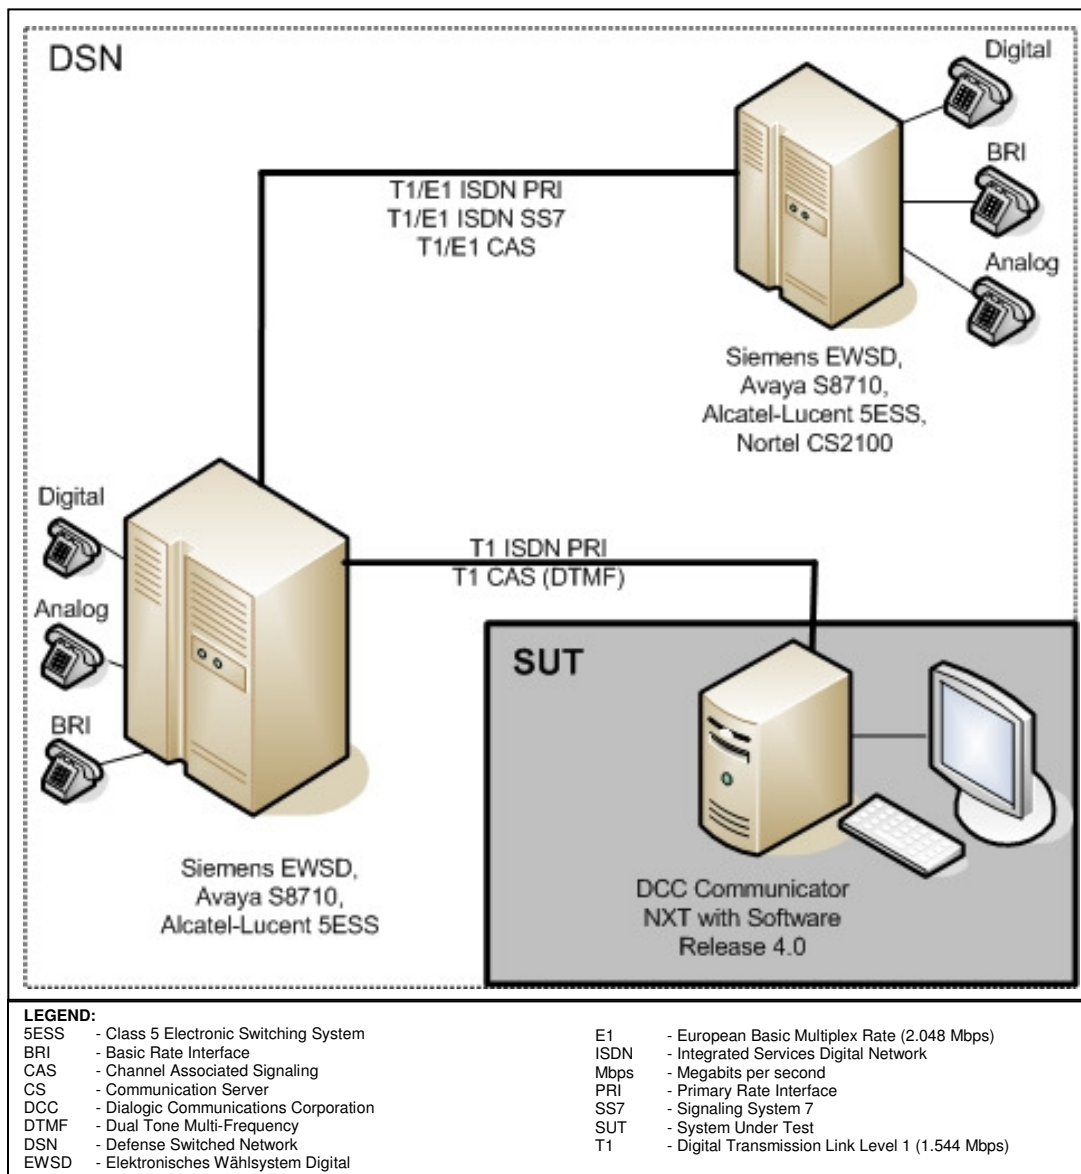 DSN
Digital
BRI
Analog
T1/E1 ISDN PRI
T1/E1 ISDN SS7
T1/E1 CAS
Siemens EWSD,
Avaya S8710,
Alcatel-Lucent 5ESS,
Nortel CS2100
Digital
Analog
BRI
T1 ISDN PRI
T1 CAS (DTMF)
Siemens EWSD,
Avaya S8710,
Alcatel-Lucent 5ESS
SUT
DCC Communicator
NXT with Software
Release 4.0
LEGEND:
5ESS - Class 5 Electronic Switching System
BRI - Basic Rate Interface
CAS - Channel Associated Signaling
CS - Communication Server
DCC - Dialogic Communications Corporation
DTMF - Dual Tone Multi-Frequency
DSN - Defense Switched Network
EWSD - Elektronisches Wählsystem Digital
E1 - European Basic Multiplex Rate (2.048 Mbps)
ISDN - Integrated Services Digital Network
Mbps - Megabits per second
PRI - Primary Rate Interface
SS7 - Signaling System 7
SUT - System Under Test
T1 - Digital Transmission Link Level 1 (1.544 Mbps)